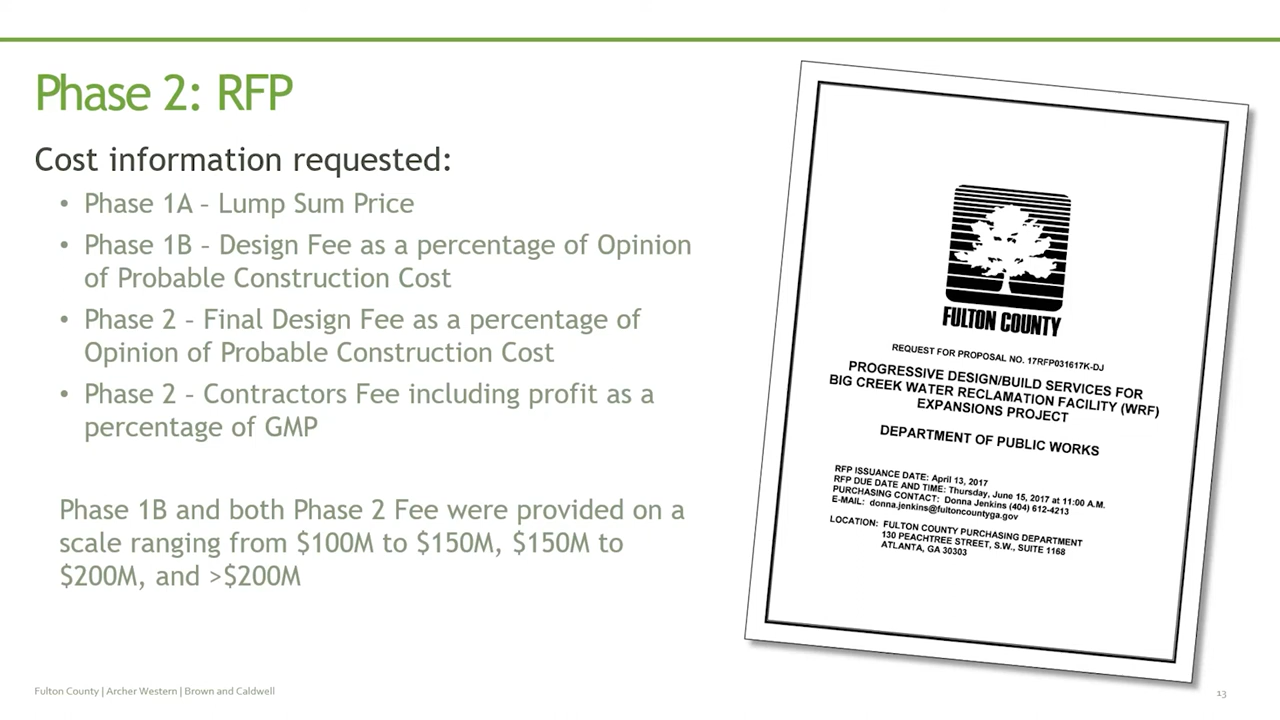 Phase 2: RFP
Cost information requested:
• Phase 1A – Lump Sum Price
• Phase 1B – Design Fee as a percentage of Opinion
of Probable Construction Cost
• Phase 2 – Final Design Fee as a percentage of
Opinion of Probable Construction Cost
• Phase 2 – Contractors Fee including profit as a
percentage of GMP
Phase 1B and both Phase 2 Fee were provided on a
scale ranging from $100M to $150M, $150M to
$200M, and >$200M
FULTON COUNTY
REQUEST FOR PROPOSAL NO. 17RFP031617K-DJ
PROGRESSIVE DESIGN/BUILD SERVICES FOR
BIG CREEK WATER RECLAMATION FACILITY (WRF)
EXPANSIONS PROJECT
DEPARTMENT OF PUBLIC WORKS
RFP ISSUANCE DATE: April 13, 2017
RFP DUE DATE AND TIME: Thursday, June 15, 2017 at 11:00 A.M.
PURCHASING CONTACT: Donna Jenkins (404) 612-4213
E-MAIL: donna.jenkins@fultoncountyga.gov
LOCATION: FULTON COUNTY PURCHASING DEPARTMENT
130 PEACHTREE STREET, S.W., SUITE 1168
ATLANTA, GA 30303
Fulton County | Archer Western | Brown and Caldwell
13